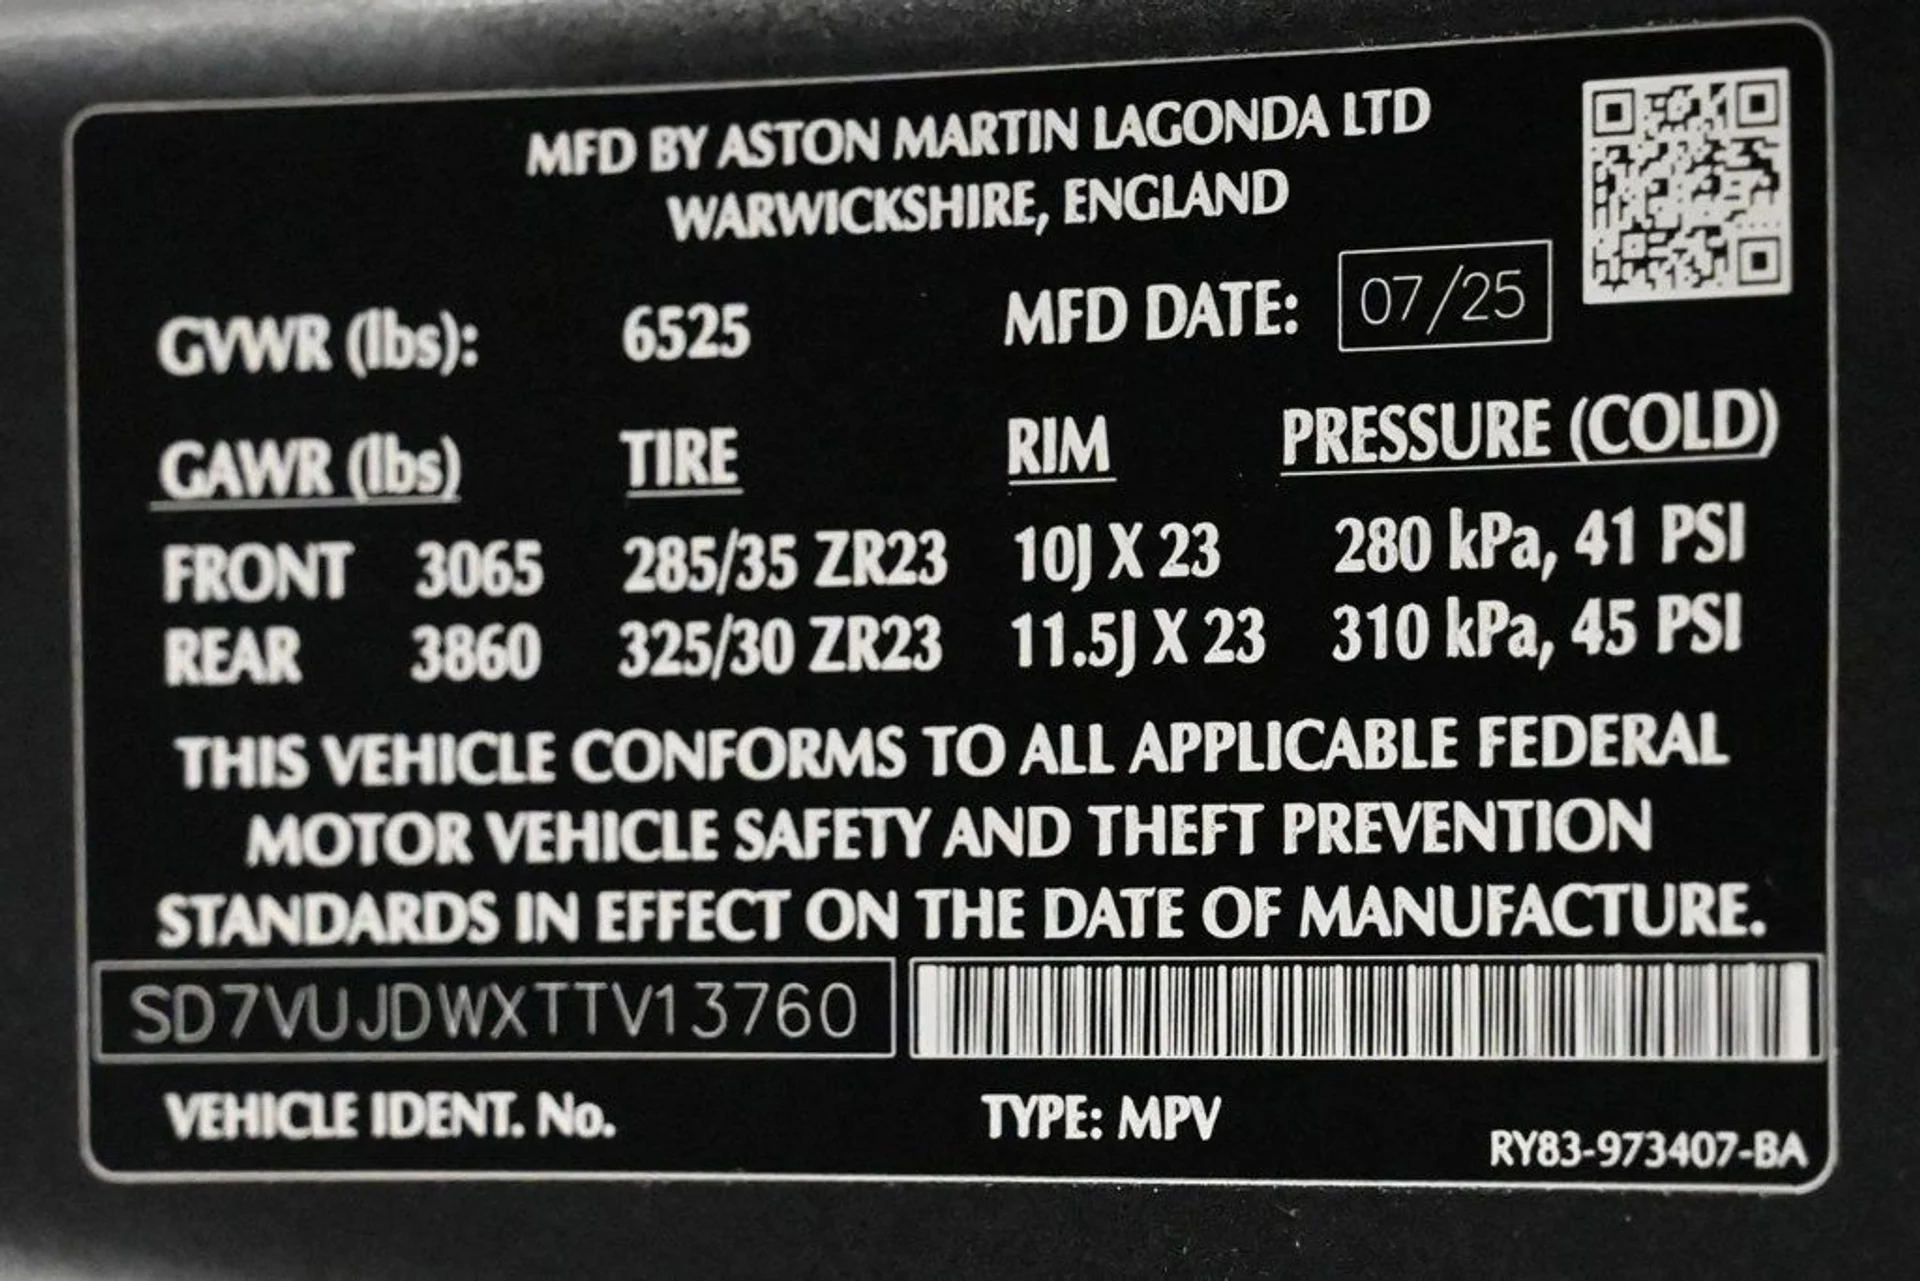 MFD BY ASTON MARTIN LAGONDA LTD
WARWICKSHIRE, ENGLAND
GVWR (lbs): 6525 MFD DATE: 07/25
GAWR (lbs) TIRE RIM PRESSURE (COLD)
FRONT 3065 285/35 ZR23 10J X 23 280 kPa, 41 PSI
REAR 3860 325/30 ZR23 11.5J X 23 310 kPa, 45 PSI
THIS VEHICLE CONFORMS TO ALL APPLICABLE FEDERAL
MOTOR VEHICLE SAFETY AND THEFT PREVENTION
STANDARDS IN EFFECT ON THE DATE OF MANUFACTURE.
SD7VUJDWXTTV13760
VEHICLE IDENT. No. TYPE: MPV
RY83-973407-BA